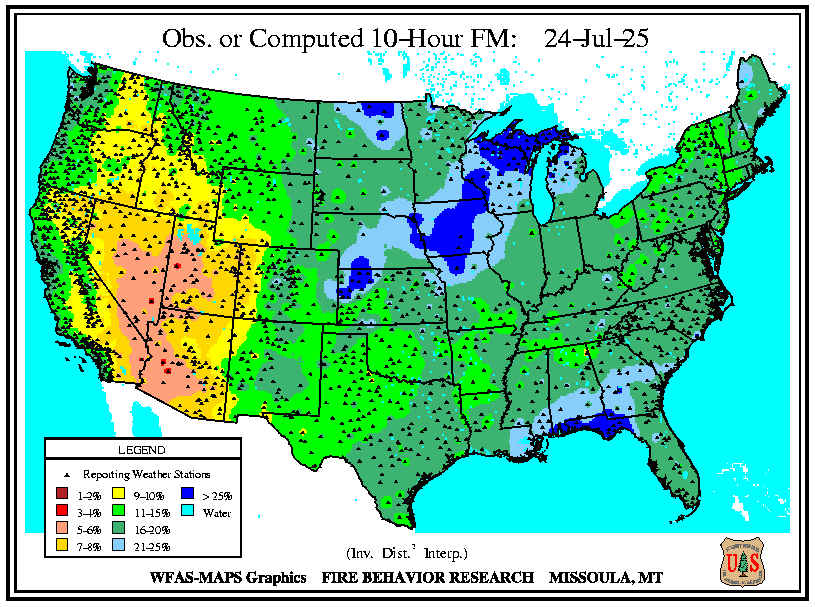 Obs. or Computed 10-Hour FM: 24-Jul-25
LEGEND
Reporting Weather Stations
1-2% 9-10% > 25%
3-4% 11-15% Water
5-6% 16-20%
7-8% 21-25%
(Inv. Dist.² Interp.)
WFAS-MAPS Graphics FIRE BEHAVIOR RESEARCH MISSOULA, MT
U S